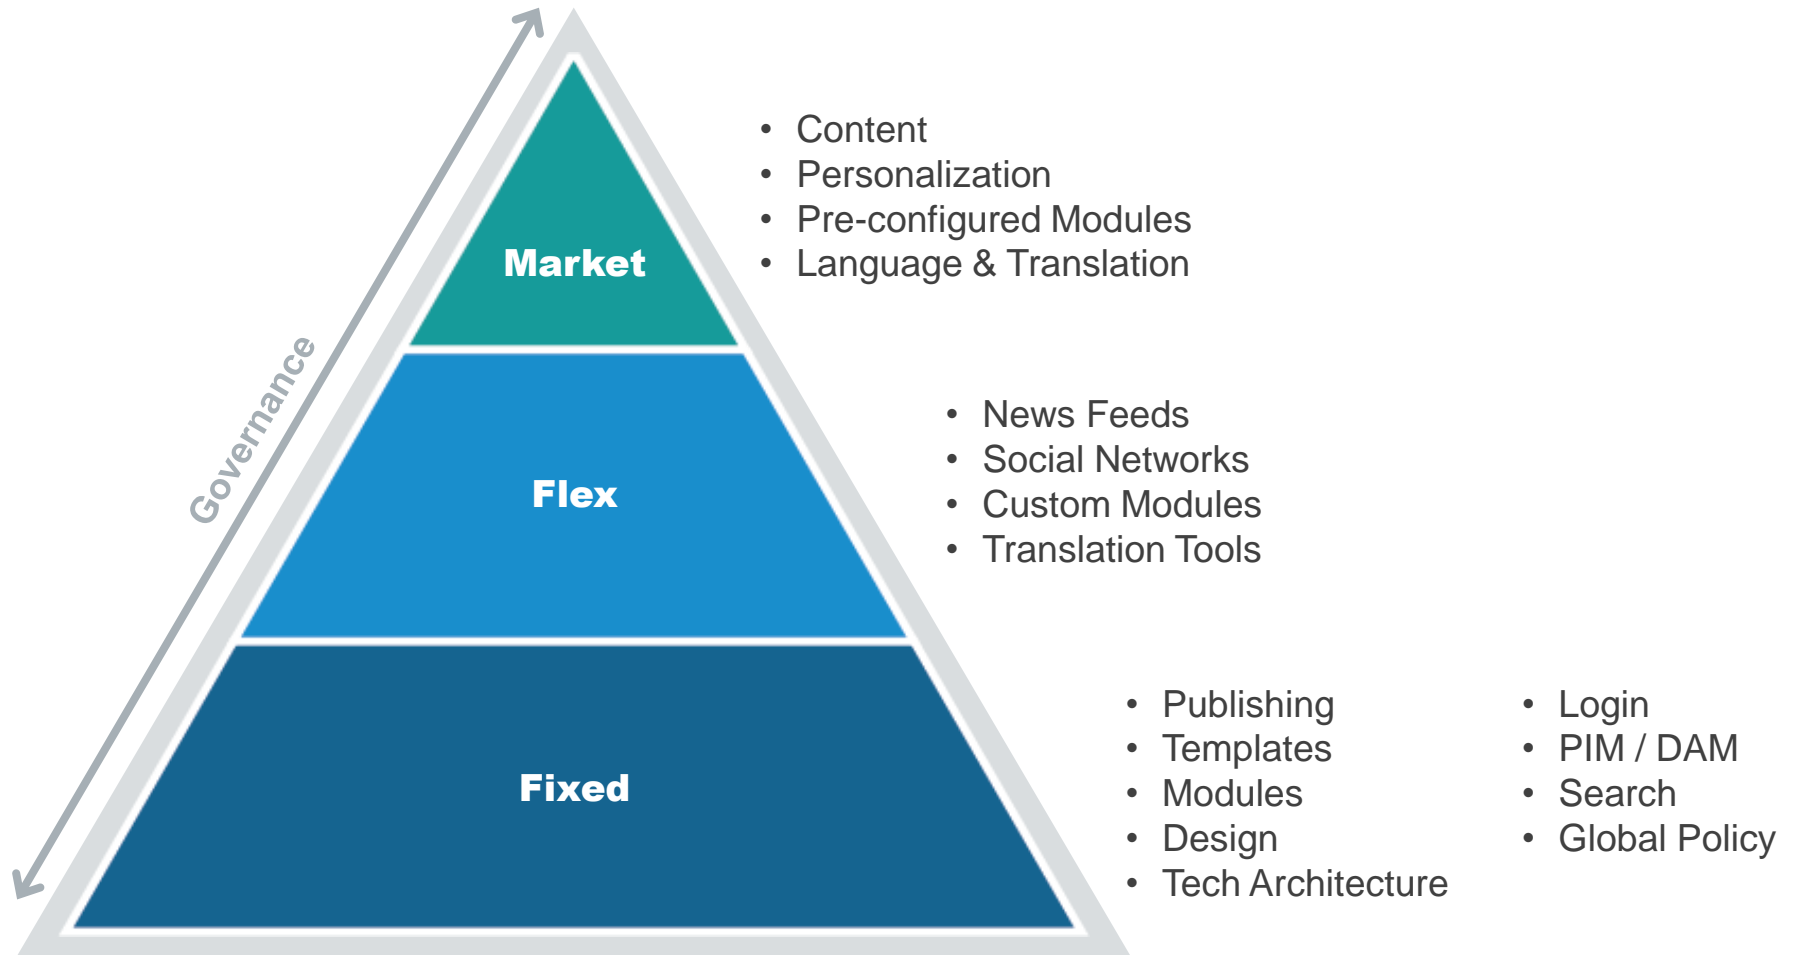 Governance
Market
• Content
• Personalization
• Pre-configured Modules
• Language & Translation
Flex
• News Feeds
• Social Networks
• Custom Modules
• Translation Tools
Fixed
• Publishing
• Templates
• Modules
• Design
• Tech Architecture
• Login
• PIM / DAM
• Search
• Global Policy